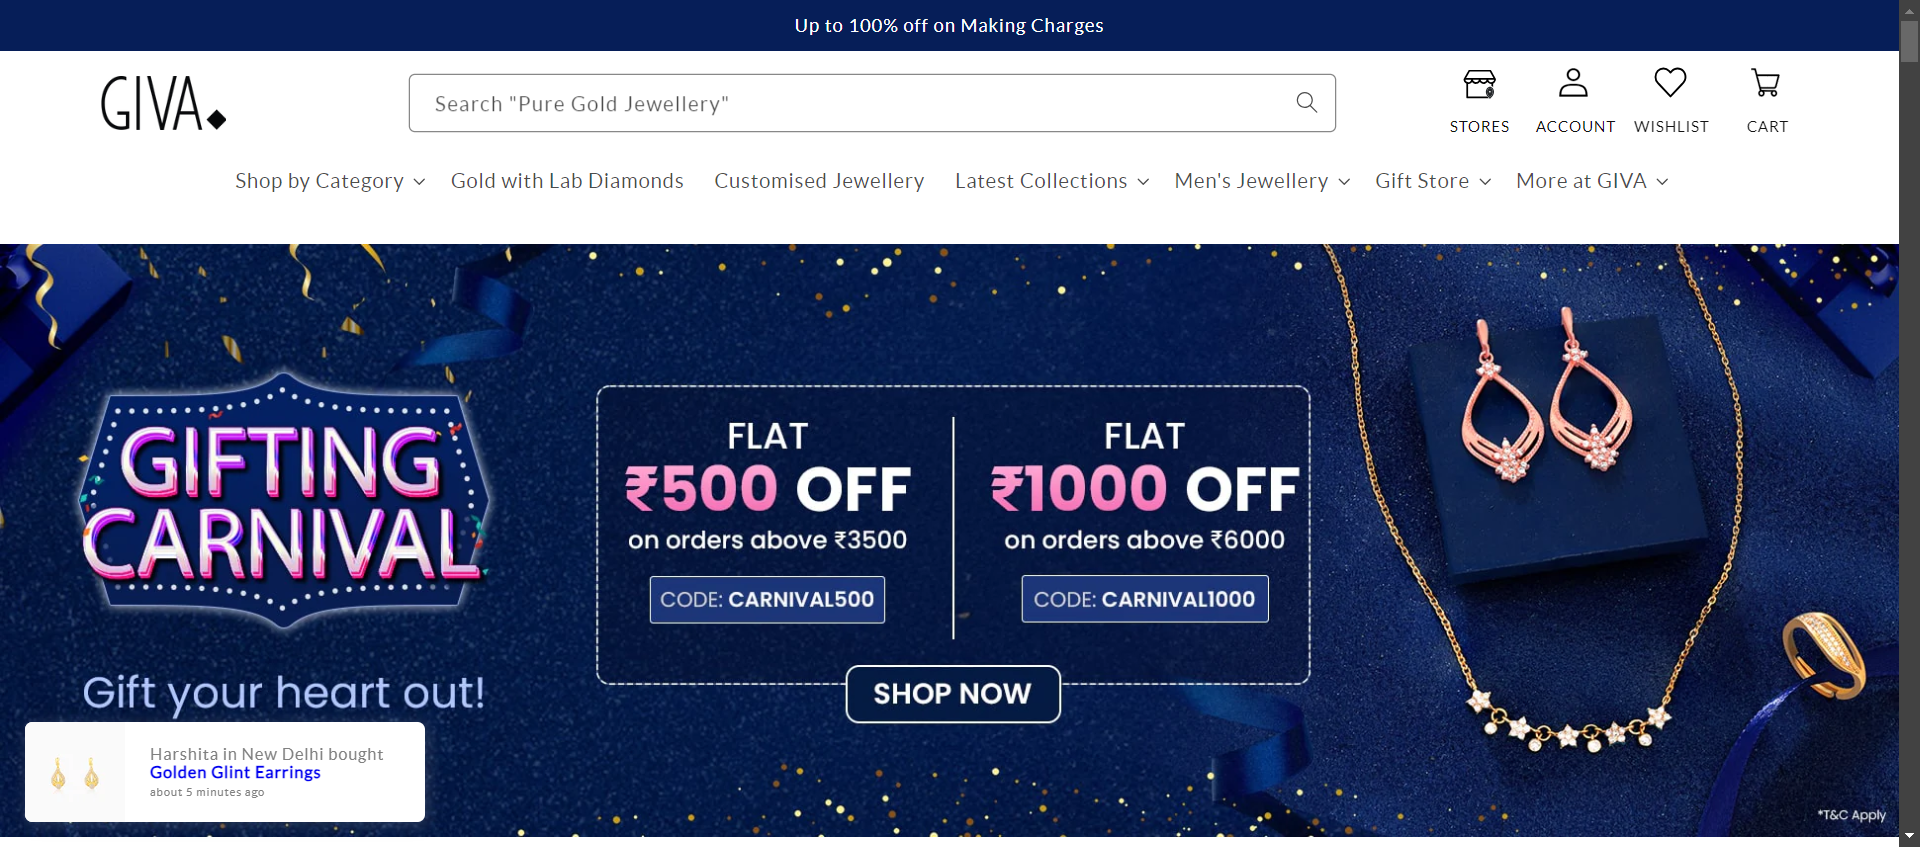 Up to 100% off on Making Charges
GIVA
Search "Pure Gold Jewellery"
STORES
ACCOUNT
WISHLIST
CART
Shop by Category
Gold with Lab Diamonds
Customised Jewellery
Latest Collections
Men's Jewellery
Gift Store
More at GIVA
GIFTING
CARNIVAL
Gift your heart out!
FLAT
₹500 OFF
on orders above ₹3500
CODE: CARNIVAL500
FLAT
₹1000 OFF
on orders above ₹6000
CODE: CARNIVAL1000
SHOP NOW
Harshita in New Delhi bought
Golden Glint Earrings
about 5 minutes ago
*T&C Apply